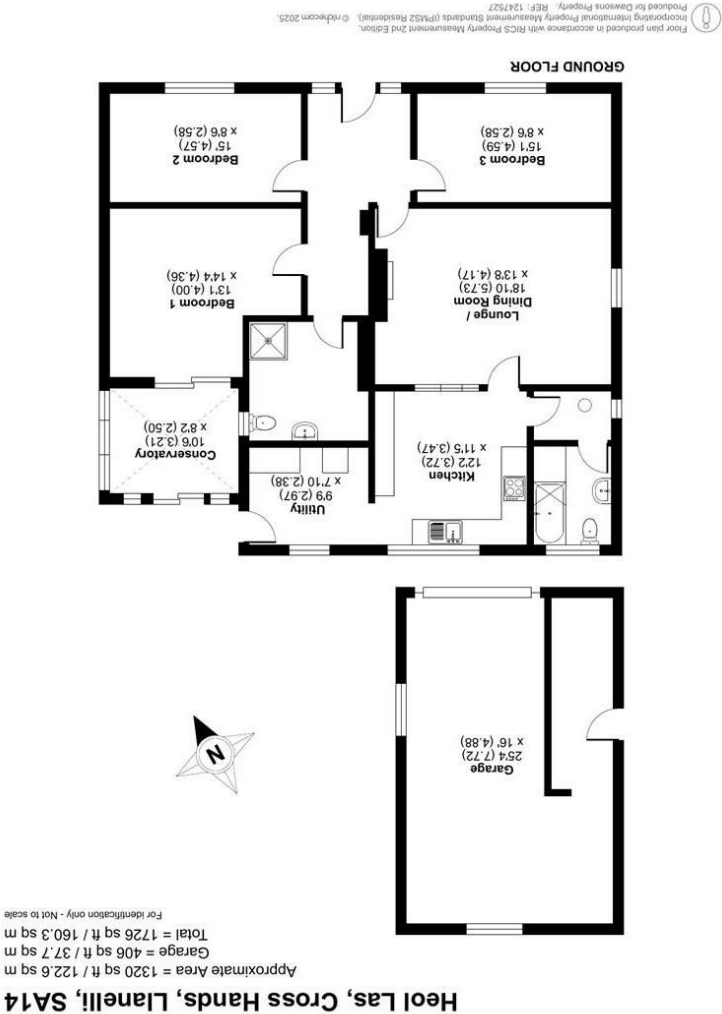 Heol Las, Cross Hands, Llanelli, SA14
Approximate Area = 1320 sq ft / 122.6 sq m
Garage = 406 sq ft / 37.7 sq m
Total = 1726 sq ft / 160.3 sq m
For identification only - Not to scale
N
Garage
25'4 (7.72)
x 16' (4.88)
Utility
9'9 (2.97)
x 7'10 (2.38)
Kitchen
12'2 (3.72)
x 11'5 (3.47)
Conservatory
10'6 (3.21)
x 8'2 (2.50)
Lounge /
Dining Room
18'10 (5.73)
x 13'8 (4.17)
Bedroom 1
13'1 (4.00)
x 14'4 (4.36)
Bedroom 3
15'1 (4.59)
x 8'6 (2.58)
Bedroom 2
15' (4.57)
x 8'6 (2.58)
GROUND FLOOR
Floor plan produced in accordance with RICS Property Measurement 2nd Edition,
Incorporating International Property Measurement Standards (IPMS2 Residential). © nichecom 2025.
Produced for Dawsons Property. REF: 1247527